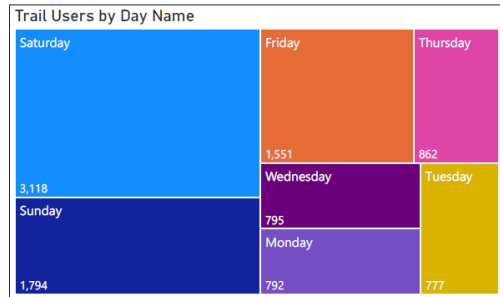 Trail Users by Day Name
Saturday
3,118
Sunday
1,794
Friday
1,551
Thursday
862
Wednesday
795
Monday
792
Tuesday
777